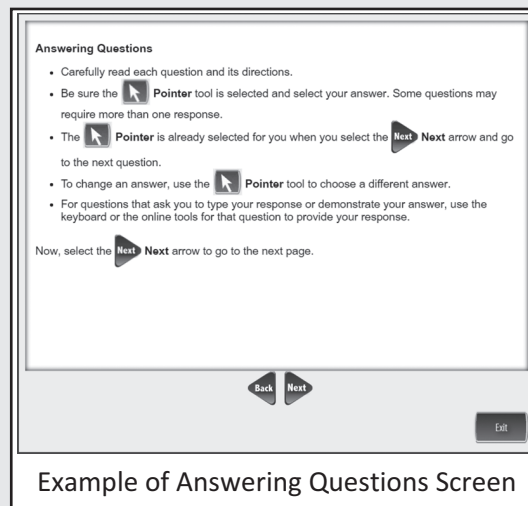 Answering Questions
• Carefully read each question and its directions.
• Be sure the Pointer tool is selected and select your answer. Some questions may
require more than one response.
• The Pointer is already selected for you when you select the Next Next arrow and go
to the next question.
• To change an answer, use the Pointer tool to choose a different answer.
• For questions that ask you to type your response or demonstrate your answer, use the
keyboard or the online tools for that question to provide your response.
Now, select the Next Next arrow to go to the next page.
Back Next
Exit
Example of Answering Questions Screen